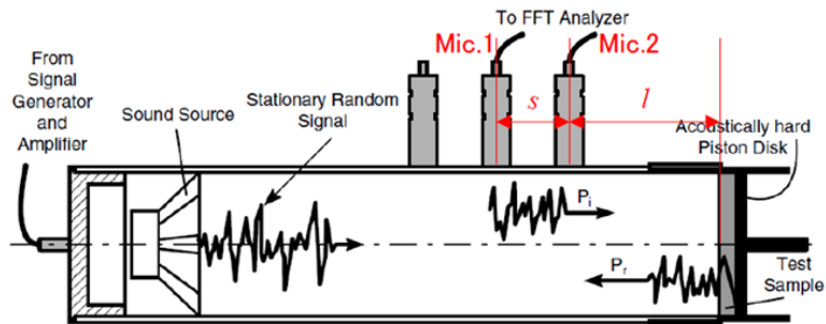 To FFT Analyzer
Mic.1
Mic.2
From
Signal
Generator
and
Amplifier
Sound Source
Stationary Random
Signal
s
l
Acoustically hard
Piston Disk
Pi
Pr
Test
Sample